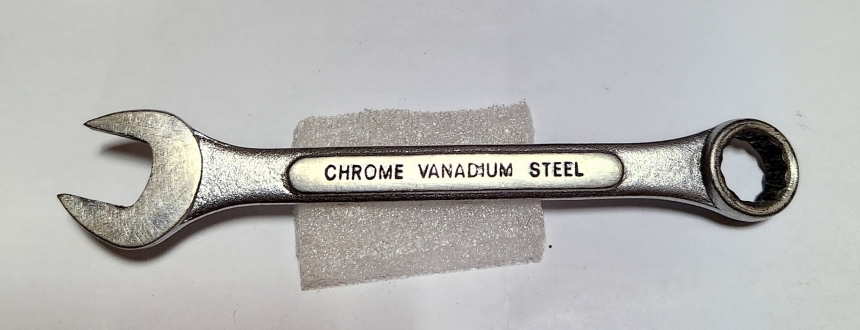 CHROME VANADIUM STEEL